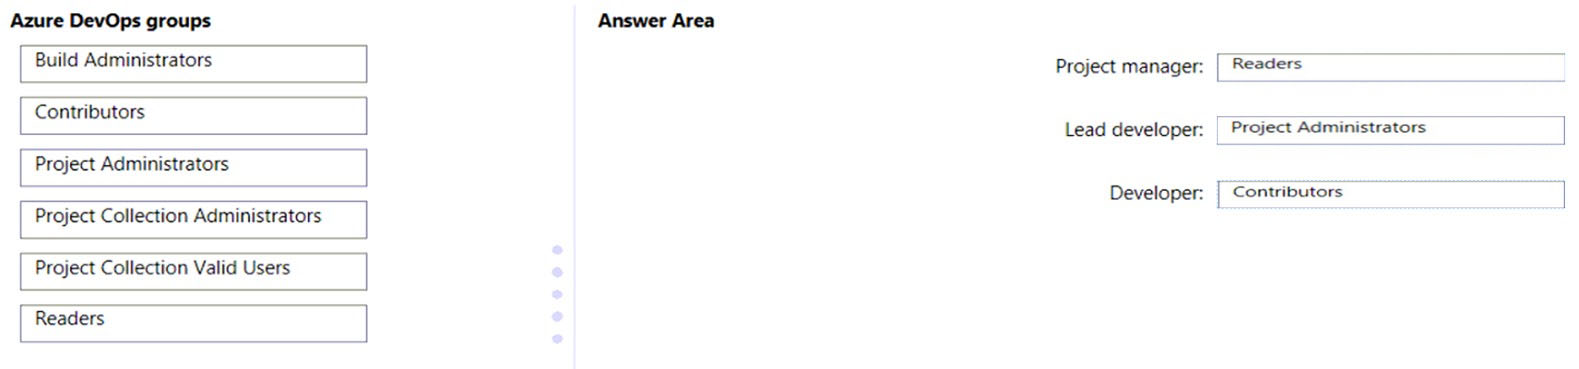 Azure DevOps groups
Build Administrators
Contributors
Project Administrators
Project Collection Administrators
Project Collection Valid Users
Readers
Answer Area
Project manager: Readers
Lead developer: Project Administrators
Developer: Contributors